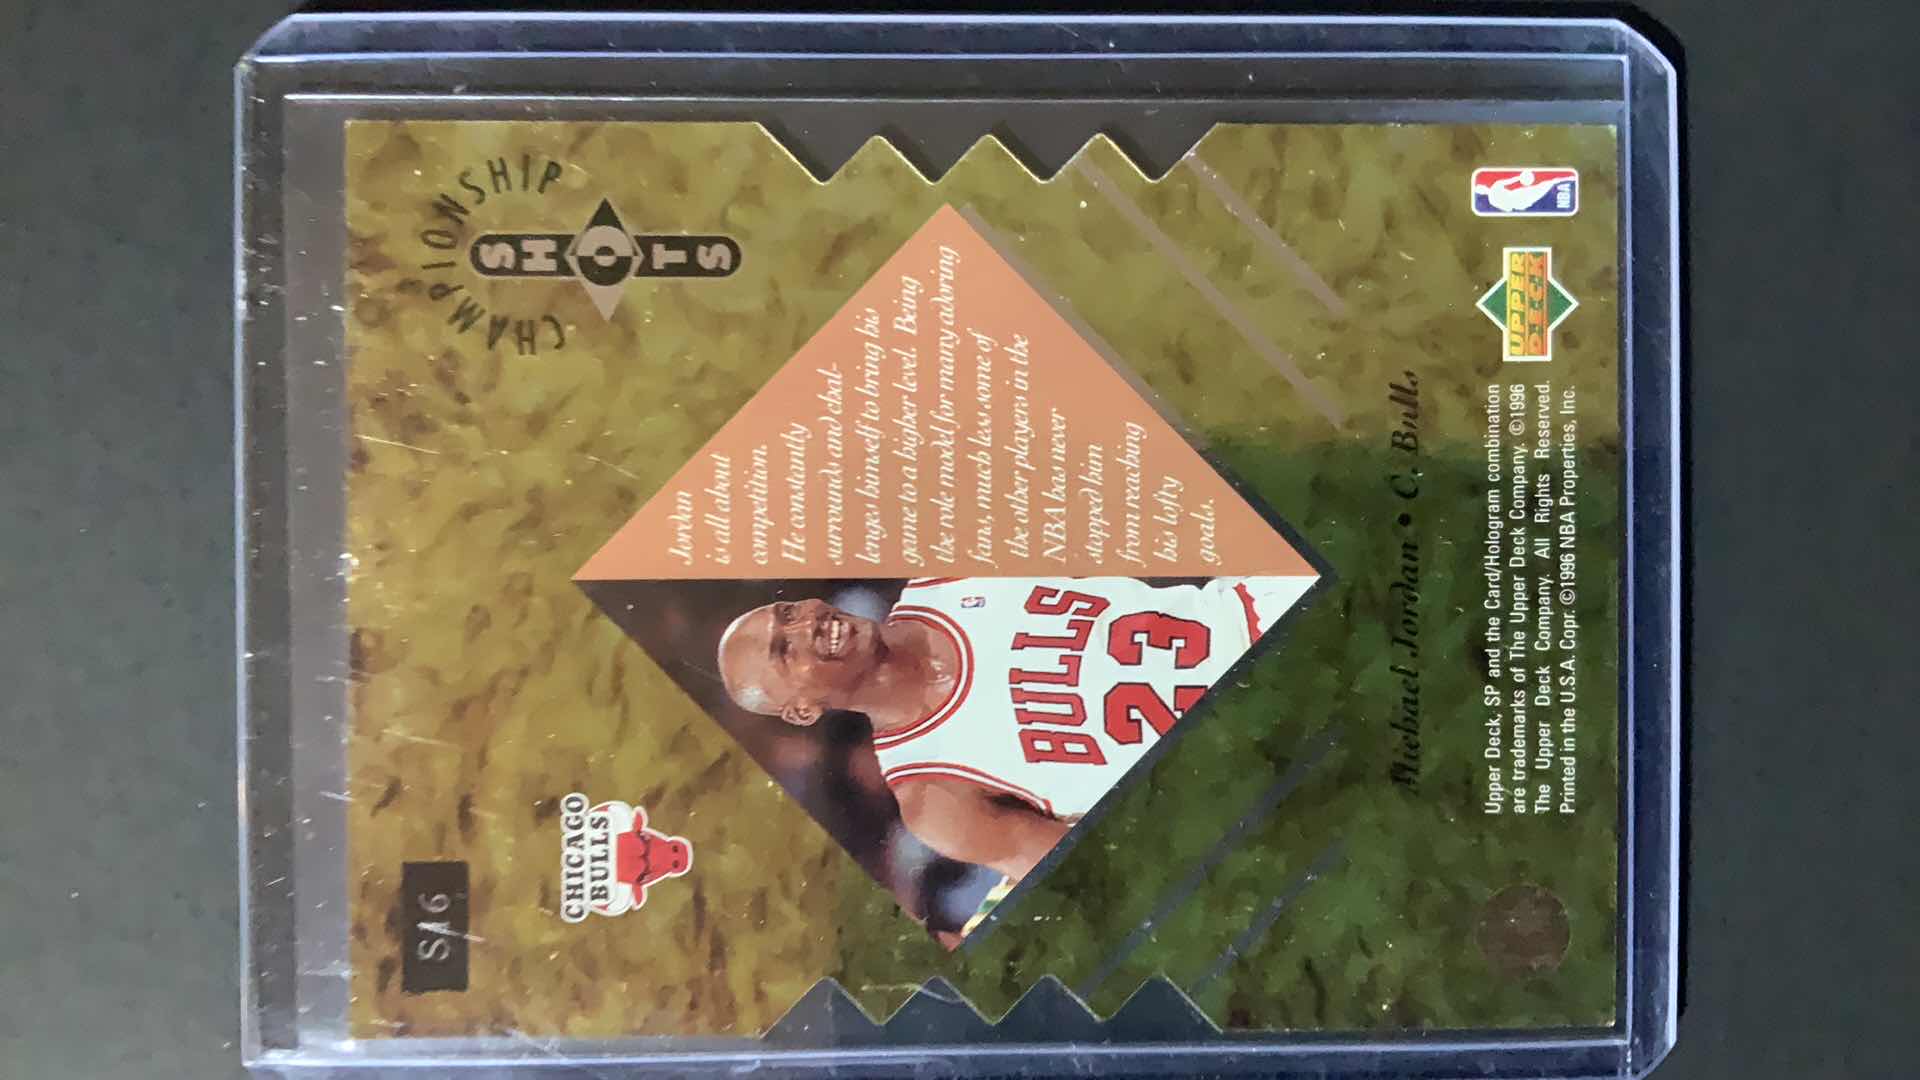 S16
CHAMPIONSHIP
SHOTS
CHICAGO
BULLS
Jordan
is all about
competition.
He constantly
surrounds and chal-
lenges himself to bring his
game to a higher level. Being
the role model for many adoring
fans, much less some of
the other players in the
NBA has never
stopped him
from reaching
his lofty
goals.
BULLS
23
Michael Jordan • C. Bulls
Upper Deck, SP and the Card/Hologram combination
are trademarks of The Upper Deck Company. ©1996
The Upper Deck Company. All Rights Reserved.
Printed in the U.S.A. Copr. ©1996 NBA Properties, Inc.
UPPER
DECK
NBA